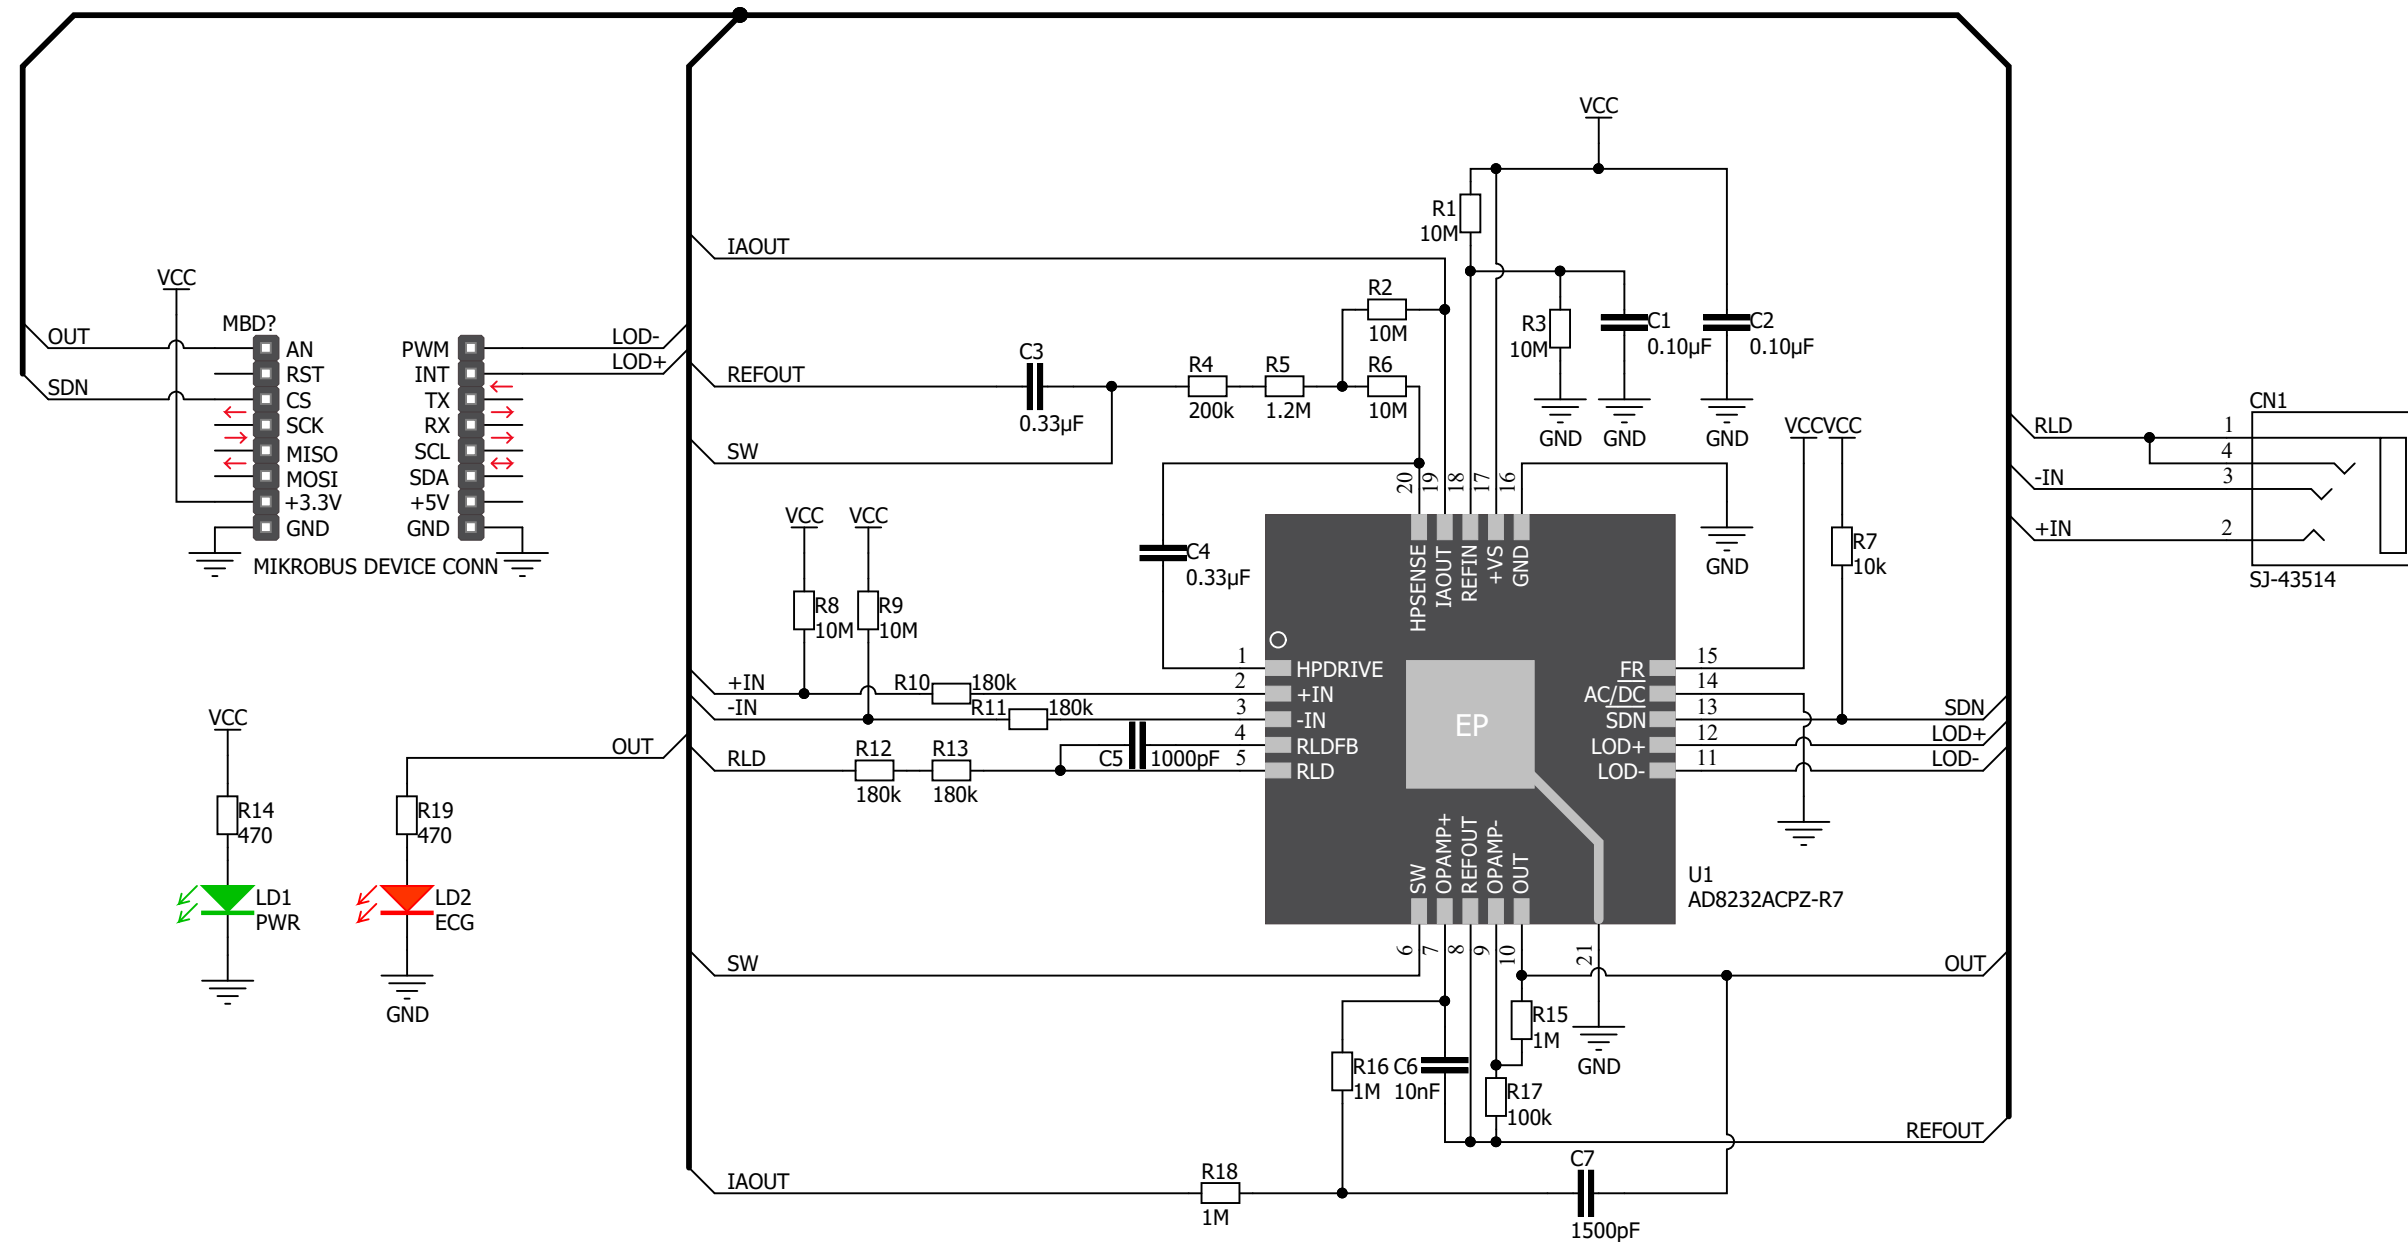 VCC
R1
10M
IAOUT
VCC
R2
10M
MBD?
OUT
AN
PWM
LOD-
R3
10M
C1
0.10µF
C2
0.10µF
RST
INT
LOD+
REFOUT
C3
0.33µF
R4
200k
R5
1.2M
R6
10M
SDN
CS
TX
SCK
RX
MISO
SCL
MOSI
SDA
+3.3V
+5V
GND
GND
MIKROBUS DEVICE CONN
SW
GND
GND
GND
VCC
VCC
CN1
RLD
1
4
-IN
3
+IN
2
SJ-43514
20
19
18
17
16
HPSENSE
IAOUT
REFIN
+VS
GND
GND
R7
10k
C4
0.33µF
VCC
VCC
R8
10M
R9
10M
1
HPDRIVE
+IN
R10
180k
2
+IN
-IN
R11
180k
3
-IN
C5
1000pF
4
RLDFB
RLD
R12
180k
R13
180k
5
RLD
EP
FR
15
AC/DC
14
SDN
13
SDN
LOD+
12
LOD+
LOD-
11
LOD-
VCC
OUT
R14
470
R19
470
LD1
PWR
LD2
ECG
GND
SW
OPAMP+
REFOUT
OPAMP-
OUT
U1
AD8232ACPZ-R7
SW
6
7
8
9
10
21
OUT
R15
1M
GND
R16
1M
C6
10nF
R17
100k
REFOUT
IAOUT
R18
1M
C7
1500pF